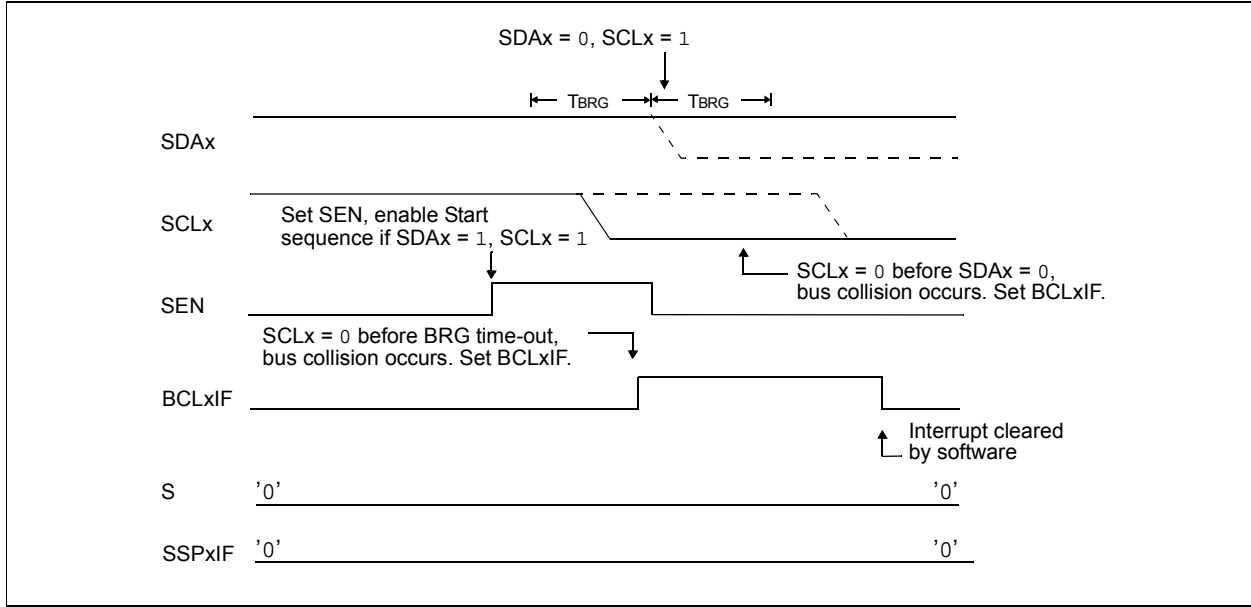 SDAx = 0, SCLx = 1
TBRG TBRG
SDAx
SCLx
Set SEN, enable Start
sequence if SDAx = 1, SCLx = 1
SCLx = 0 before SDAx = 0,
bus collision occurs. Set BCLxIF.
SEN
SCLx = 0 before BRG time-out,
bus collision occurs. Set BCLxIF.
BCLxIF
Interrupt cleared
by software
S '0' '0'
SSPxIF '0' '0'